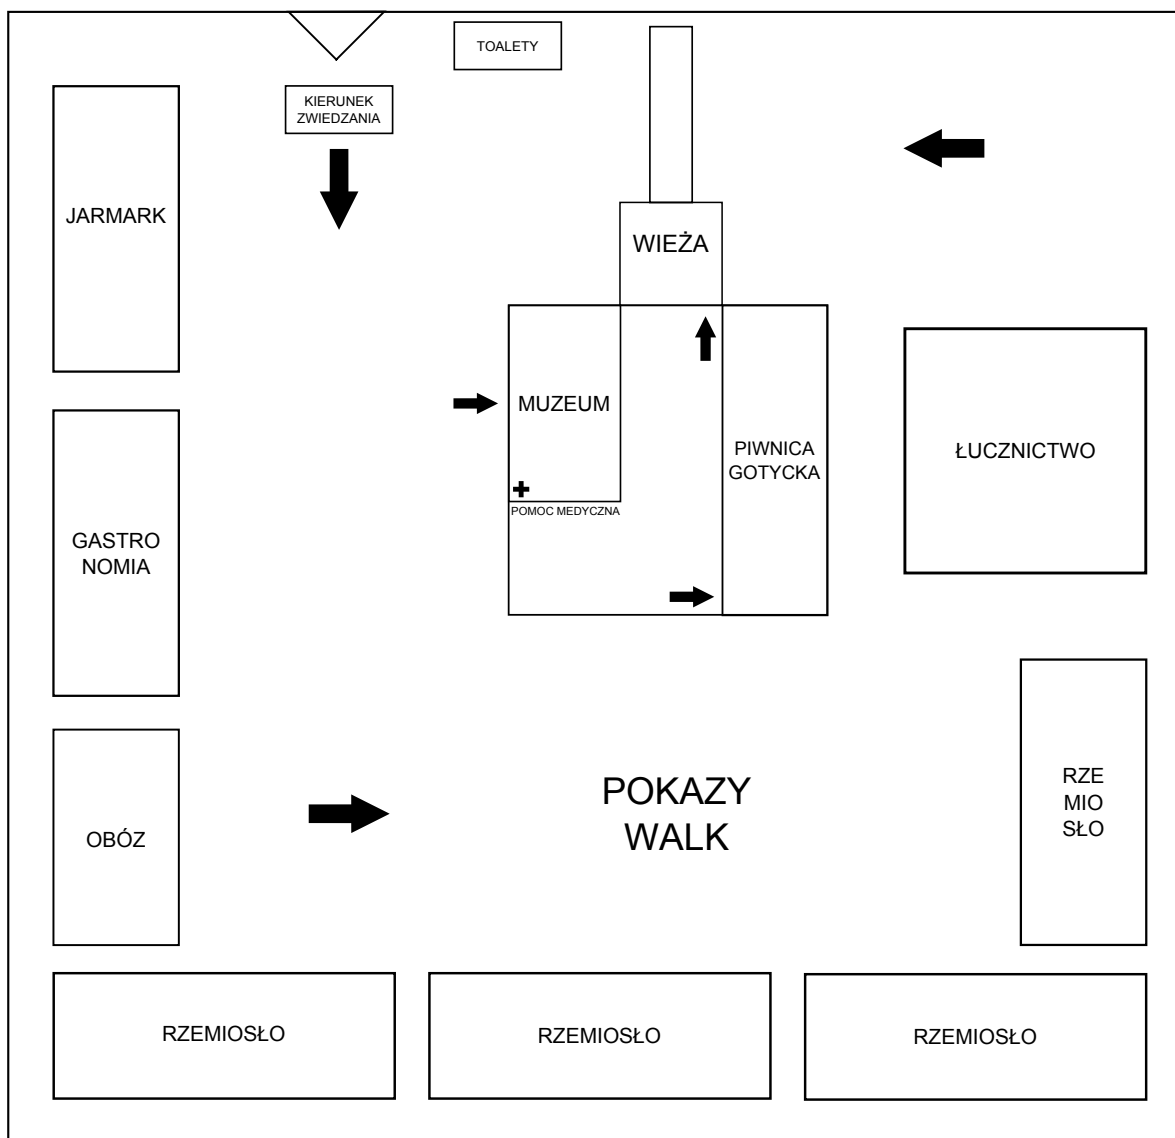 TOALETY
KIERUNEK
ZWIEDZANIA
JARMARK
WIEŻA
MUZEUM
PIWNICA
GOTYCKA
ŁUCZNICTWO
POMOC MEDYCZNA
GASTRO
NOMIA
POKAZY
WALK
RZE
MIO
SŁO
OBÓZ
RZEMIOSŁO
RZEMIOSŁO
RZEMIOSŁO